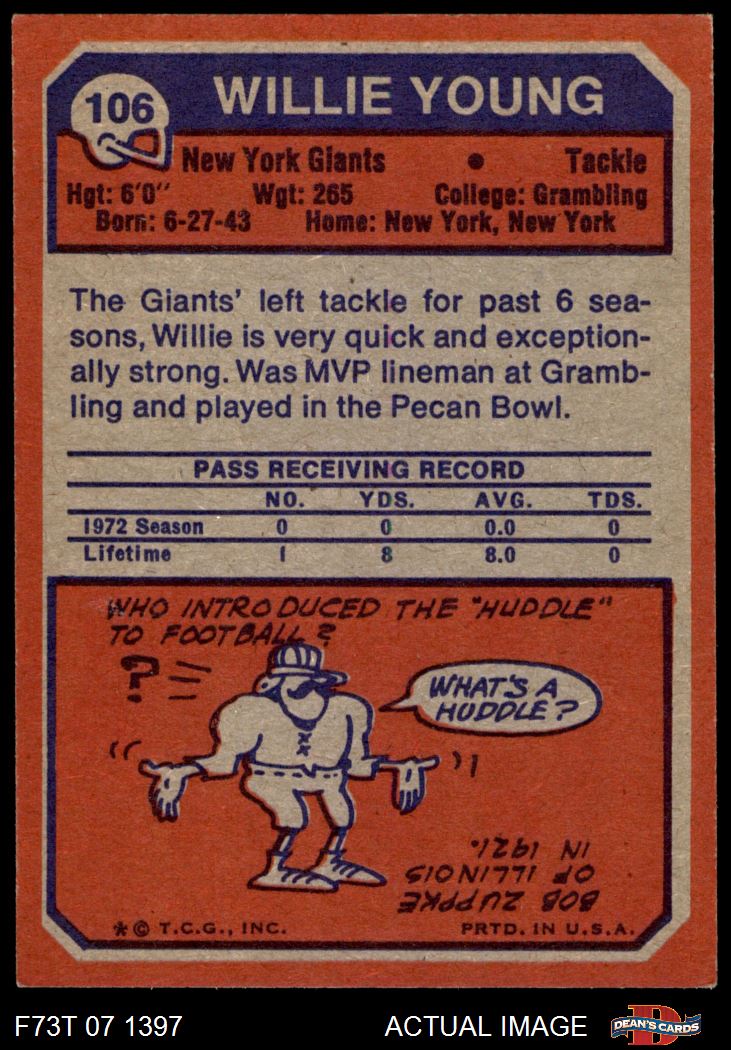 106
WILLIE YOUNG
New York Giants • Tackle
Hgt: 6'0" Wgt: 265 College: Grambling
Born: 6-27-43 Home: New York, New York
The Giants' left tackle for past 6 sea-
sons, Willie is very quick and exception-
ally strong. Was MVP lineman at Gramb-
ling and played in the Pecan Bowl.
PASS RECEIVING RECORD
NO. YDS. AVG. TDS.
1972 Season 0 0 0.0 0
Lifetime 1 8 8.0 0
WHO INTRODUCED THE "HUDDLE"
TO FOOTBALL?
?
WHAT'S A
HUDDLE?
BOB ZUPPKE
OF ILLINOIS
IN 1921.
* © T.C.G., INC. PRTD. IN U.S.A.
F73T 07 1397 ACTUAL IMAGE
D
DEAN'S CARDS